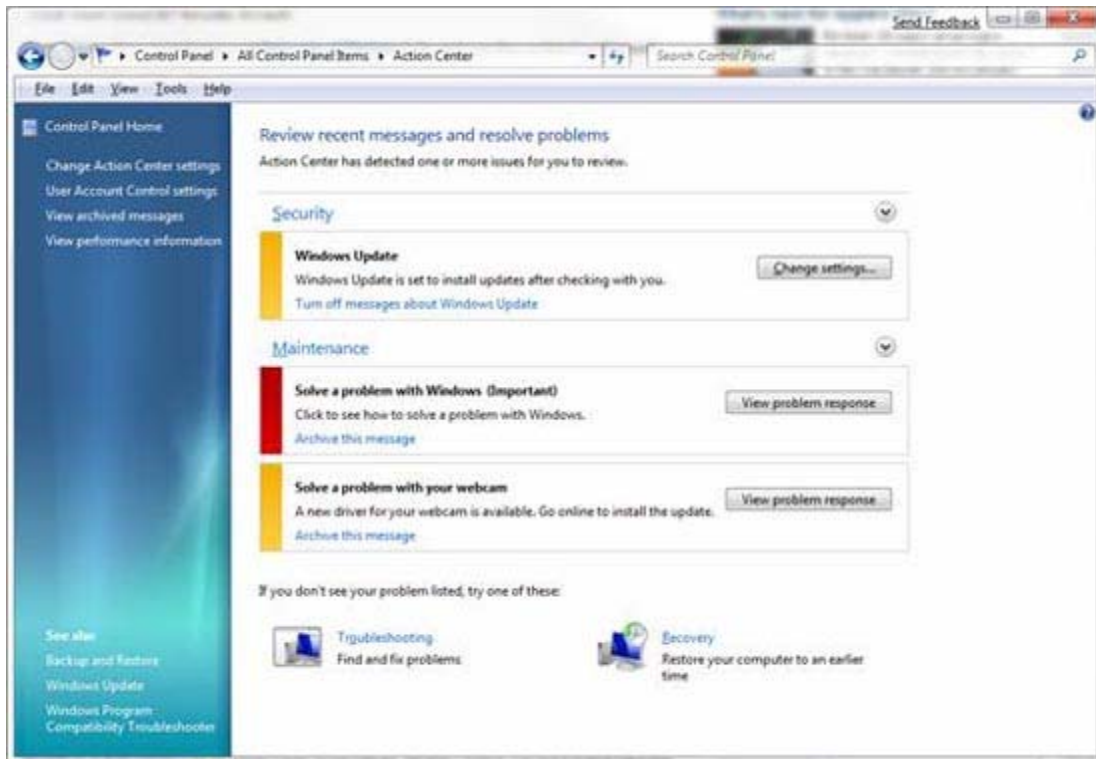 Send Feedback
Control Panel ▸ All Control Panel Items ▸ Action Center
Search Control Panel
File Edit View Tools Help
Control Panel Home
Change Action Center settings
User Account Control settings
View archived messages
View performance information
Review recent messages and resolve problems
Action Center has detected one or more issues for you to review.
Security
Windows Update
Windows Update is set to install updates after checking with you.
Turn off messages about Windows Update
Change settings...
Maintenance
Solve a problem with Windows (Important)
Click to see how to solve a problem with Windows.
Archive this message
View problem response
Solve a problem with your webcam
A new driver for your webcam is available. Go online to install the update.
Archive this message
View problem response
If you don't see your problem listed, try one of these:
Troubleshooting
Find and fix problems
Recovery
Restore your computer to an earlier
time
See also
Backup and Restore
Windows Update
Windows Program
Compatibility Troubleshooter